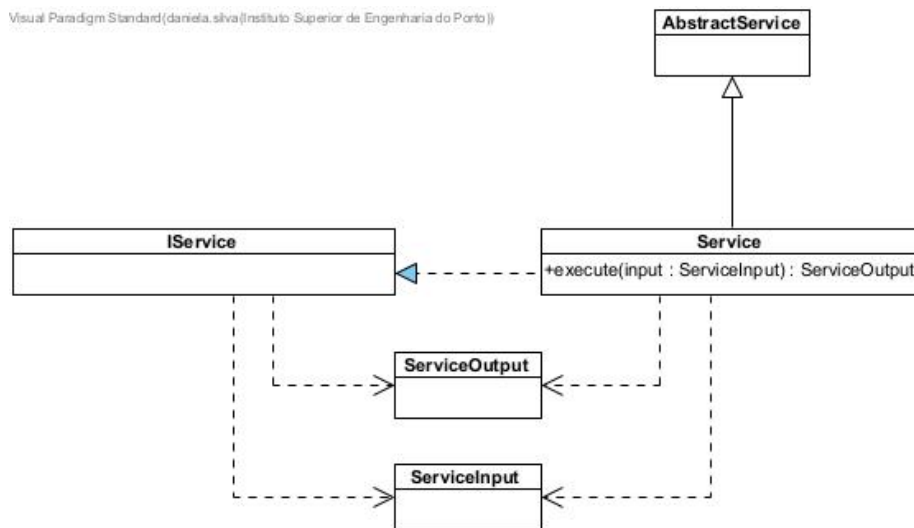 Visual Paradigm Standard(daniela.silva(Instituto Superior de Engenharia do Porto))
AbstractService
IService
Service
+execute(input : ServiceInput) : ServiceOutput
ServiceOutput
ServiceInput